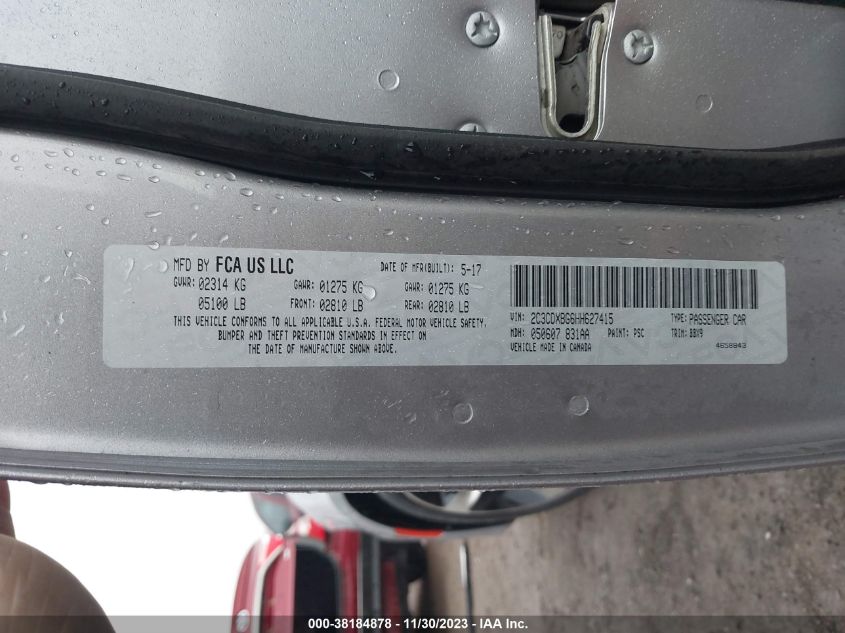 MFD BY FCA US LLC DATE OF MFR(BUILT): 5-17
GVWR: 02314 KG GAWR: 01275 KG GAWR: 01275 KG
05100 LB FRONT: 02810 LB REAR: 02810 LB
THIS VEHICLE CONFORMS TO ALL APPLICABLE U.S.A. FEDERAL MOTOR VEHICLE SAFETY,
BUMPER AND THEFT PREVENTION STANDARDS IN EFFECT ON
THE DATE OF MANUFACTURE SHOWN ABOVE.
VIN: 2C3CDXBG6HH627415 TYPE: PASSENGER CAR
MDH: 050607 831AA PAINT: PSC TRIM: BBX9
VEHICLE MADE IN CANADA 4658843
000-38184878 - 11/30/2023 - IAA Inc.